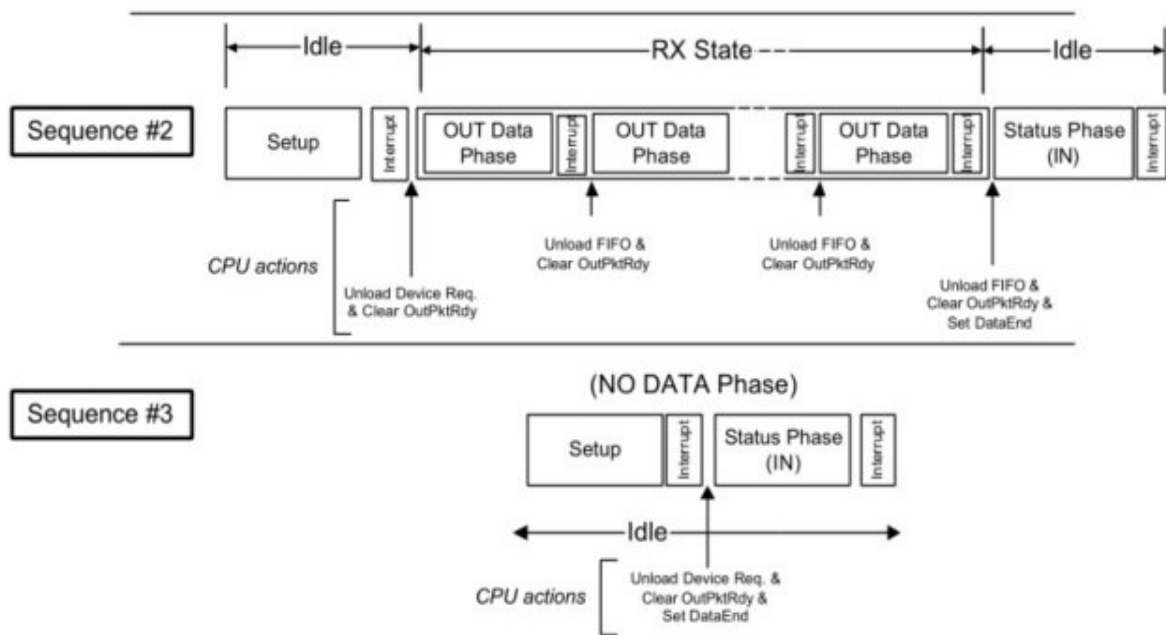 Idle
RX State
Idle
Sequence #2
Setup
Interrupt
OUT Data
Phase
Interrupt
OUT Data
Phase
Interrupt
OUT Data
Phase
Interrupt
Status Phase
(IN)
Interrupt
CPU actions
Unload Device Req.
& Clear OutPktRdy
Unload FIFO &
Clear OutPktRdy
Unload FIFO &
Clear OutPktRdy
Unload FIFO &
Clear OutPktRdy &
Set DataEnd
(NO DATA Phase)
Sequence #3
Setup
Interrupt
Status Phase
(IN)
Interrupt
Idle
CPU actions
Unload Device Req. &
Clear OutPktRdy &
Set DataEnd